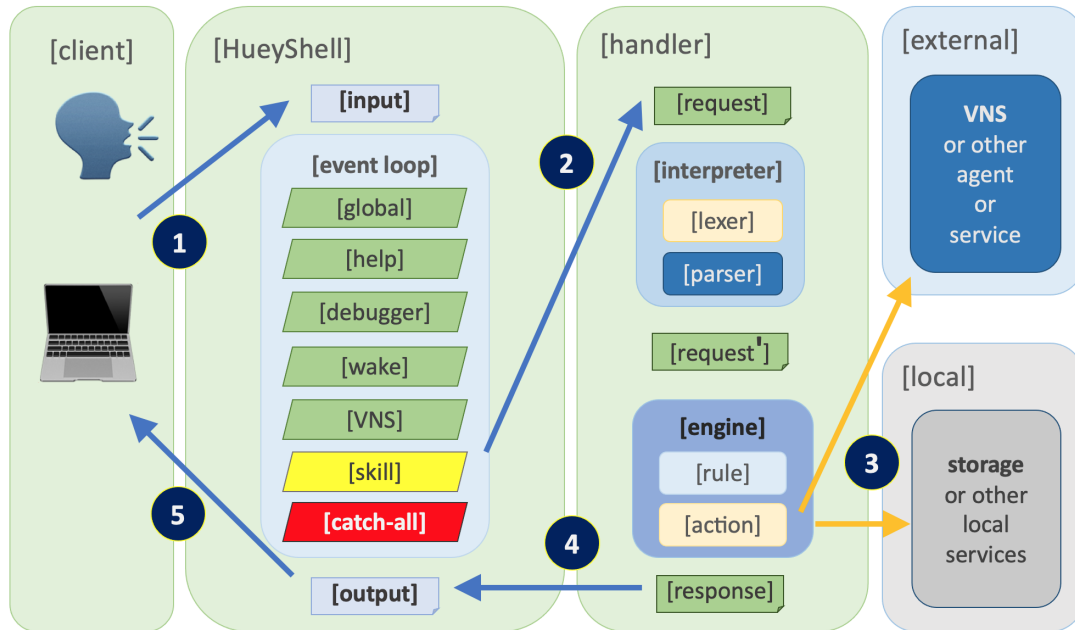 [client]
1
5
[HueyShell]
[input]
[event loop]
[global]
[help]
[debugger]
[wake]
[VNS]
[skill]
[catch-all]
[output]
2
4
[handler]
[request]
[interpreter]
[lexer]
[parser]
[request']
[engine]
[rule]
[action]
[response]
3
[external]
VNS
or other
agent
or
service
[local]
storage
or other
local
services